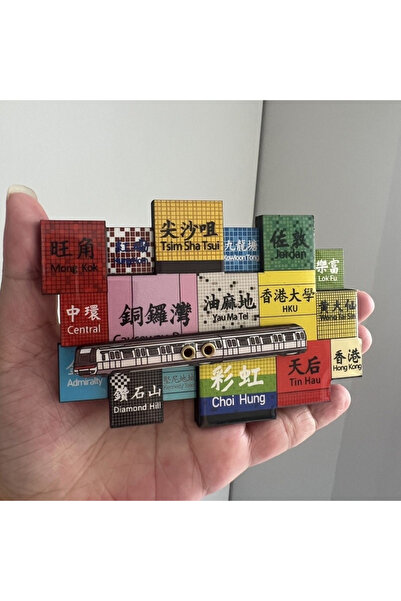 旺角
Mong Kok
尖沙咀
Tsim Sha Tsui
九龍塘
Kowloon Tong
佐敦
Jordan
樂富
Lok Fu
中環
Central
銅鑼灣
油麻地
Yau Ma Tei
香港大學
HKU
黃大仙
Admiralty
鑽石山
Diamond Hill
彩虹
Choi Hung
天后
Tin Hau
香港
Hong Kong